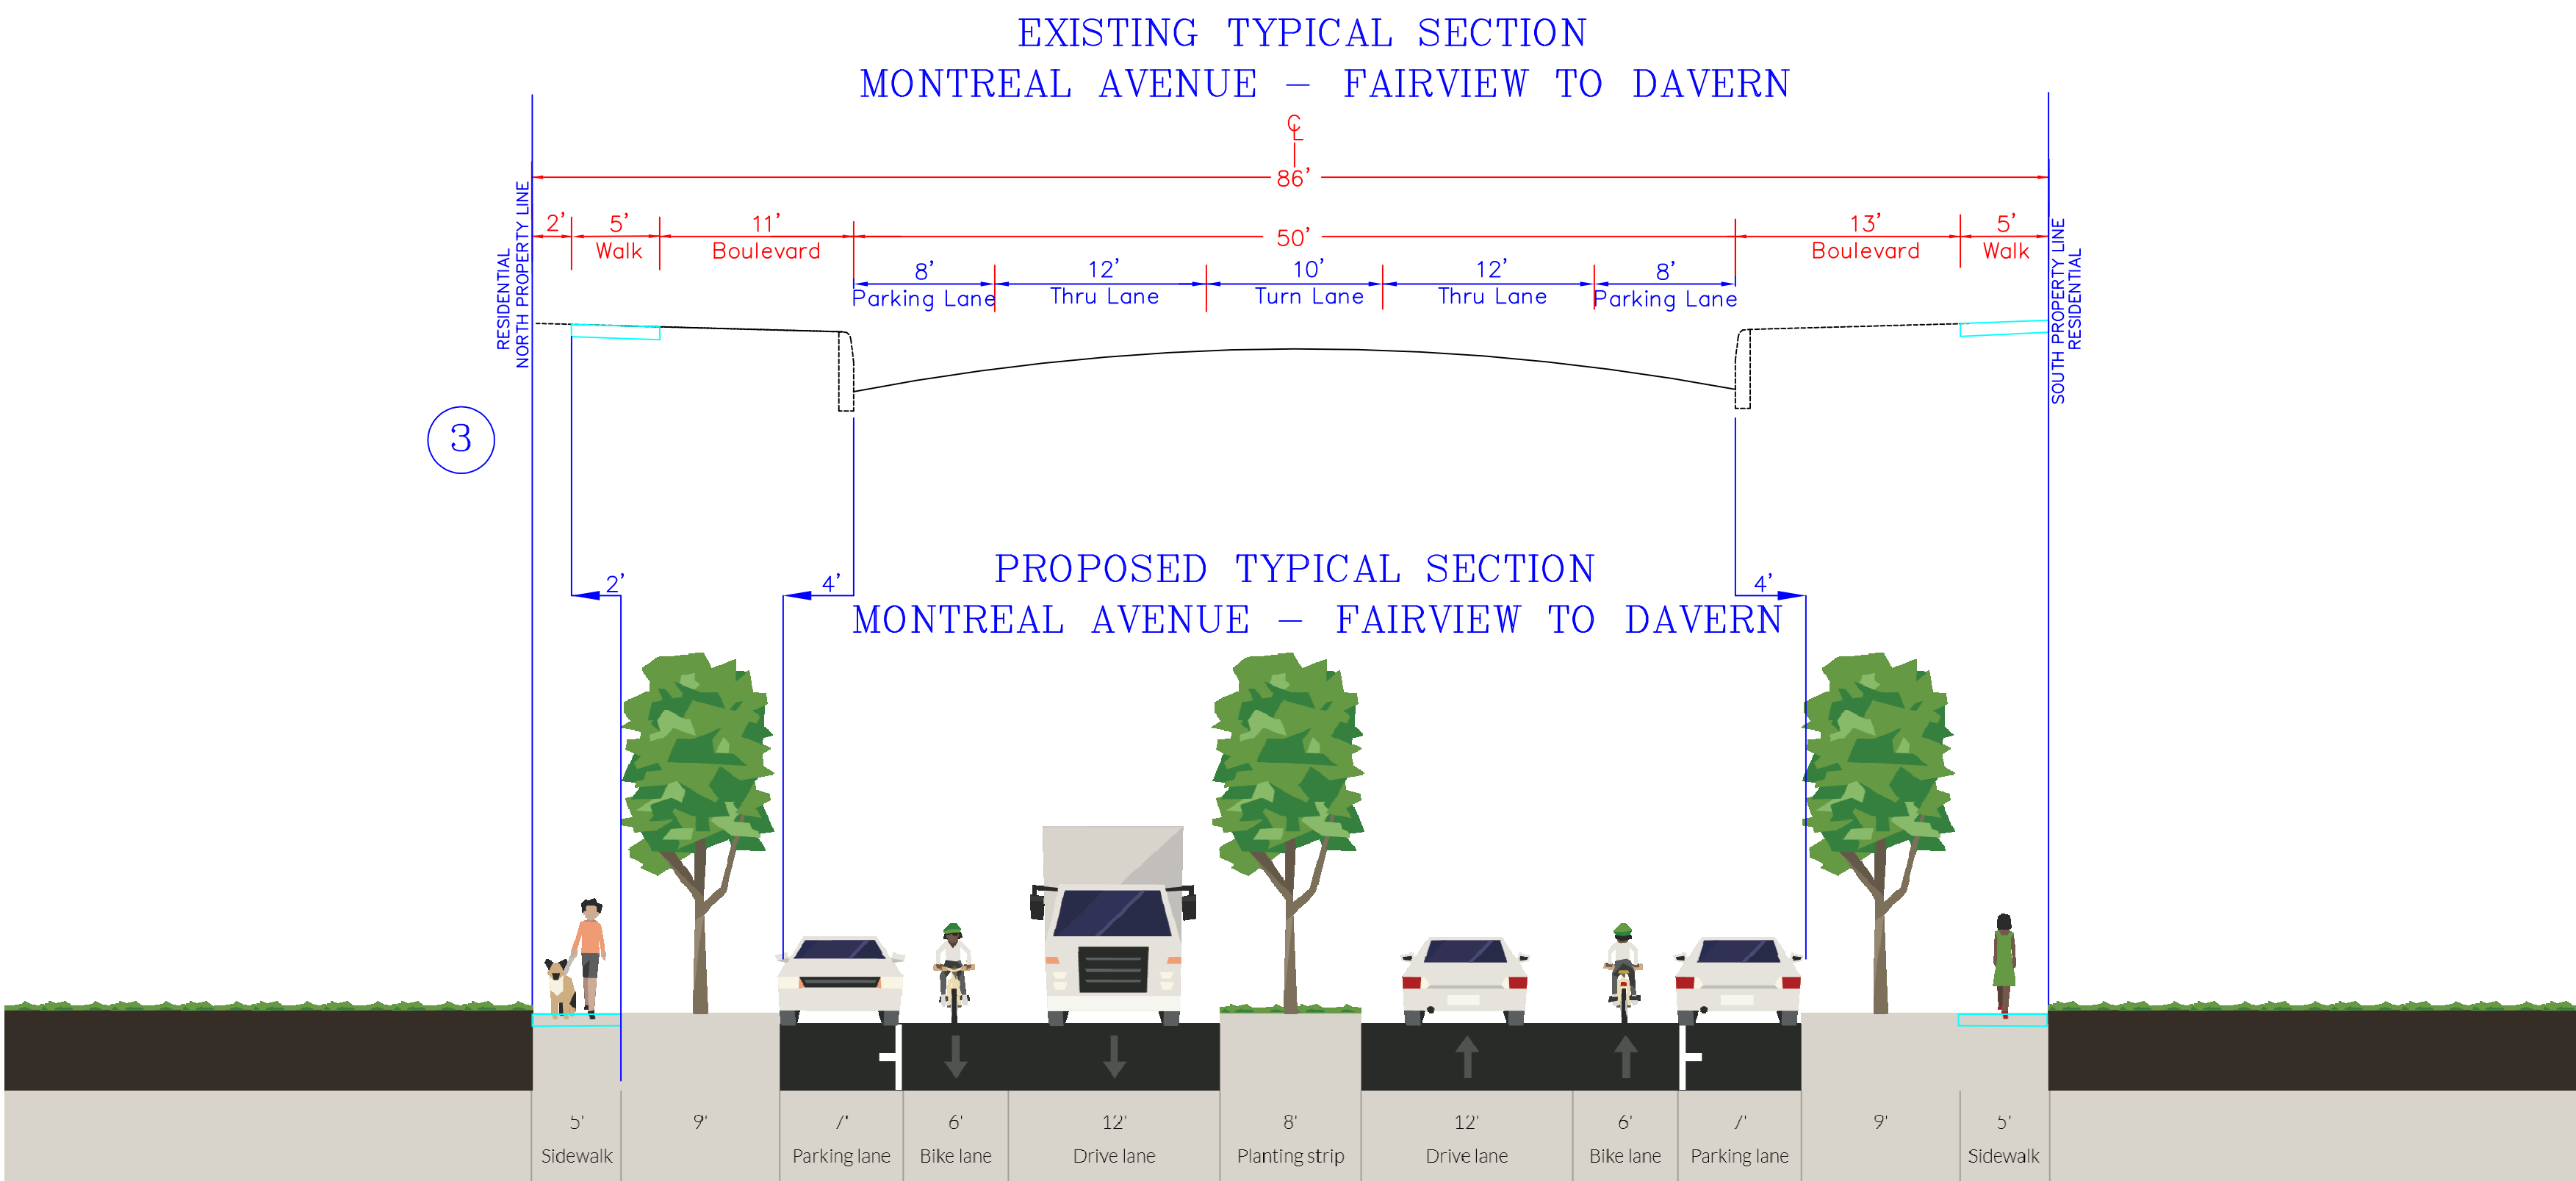 EXISTING TYPICAL SECTION
MONTREAL AVENUE - FAIRVIEW TO DAVERN
℄
86'
2' 5' 11' 50' 13' 5'
Walk Boulevard Boulevard Walk
8' 12' 10' 12' 8'
Parking Lane Thru Lane Turn Lane Thru Lane Parking Lane
RESIDENTIAL
NORTH PROPERTY LINE
SOUTH PROPERTY LINE
RESIDENTIAL
3
PROPOSED TYPICAL SECTION
MONTREAL AVENUE - FAIRVIEW TO DAVERN
2' 4' 4'
5' 9' 7' 6' 12' 8' 12' 6' 7' 9' 5'
Sidewalk Parking lane Bike lane Drive lane Planting strip Drive lane Bike lane Parking lane Sidewalk